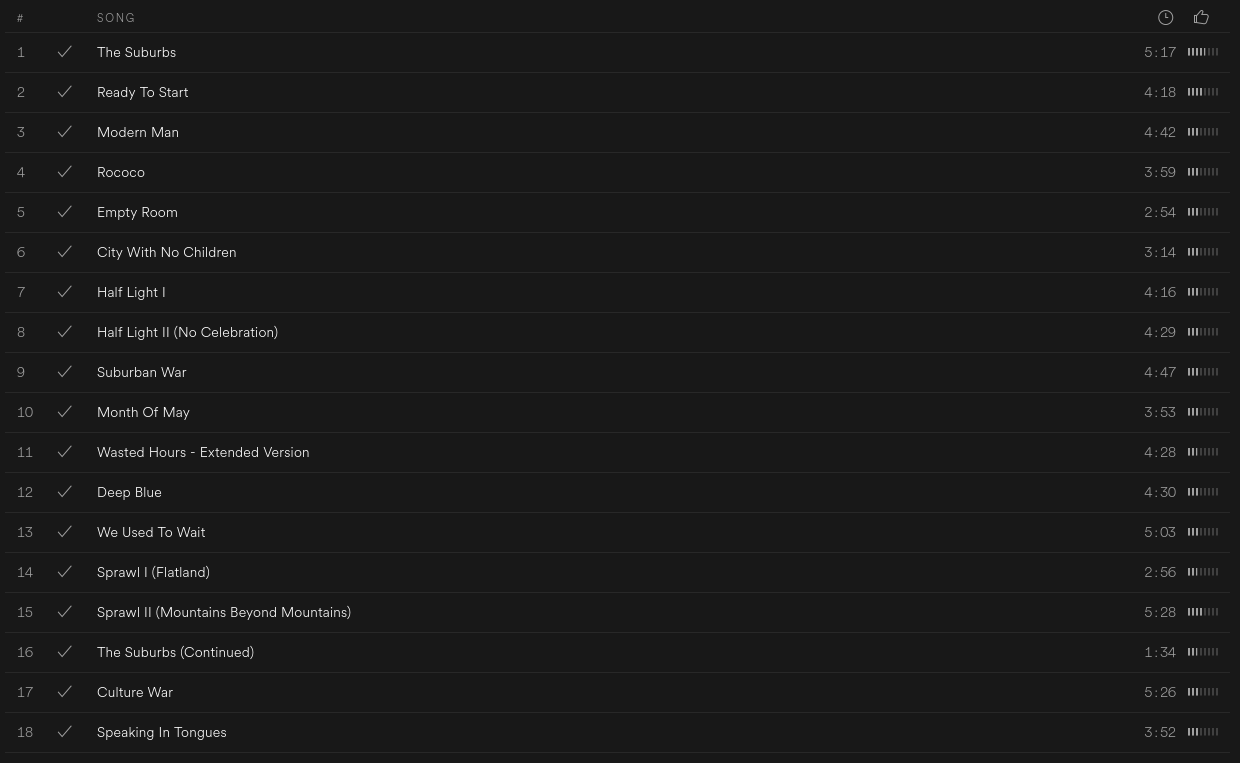 # SONG
1 The Suburbs 5:17
2 Ready To Start 4:18
3 Modern Man 4:42
4 Rococo 3:59
5 Empty Room 2:54
6 City With No Children 3:14
7 Half Light I 4:16
8 Half Light II (No Celebration) 4:29
9 Suburban War 4:47
10 Month Of May 3:53
11 Wasted Hours - Extended Version 4:28
12 Deep Blue 4:30
13 We Used To Wait 5:03
14 Sprawl I (Flatland) 2:56
15 Sprawl II (Mountains Beyond Mountains) 5:28
16 The Suburbs (Continued) 1:34
17 Culture War 5:26
18 Speaking In Tongues 3:52